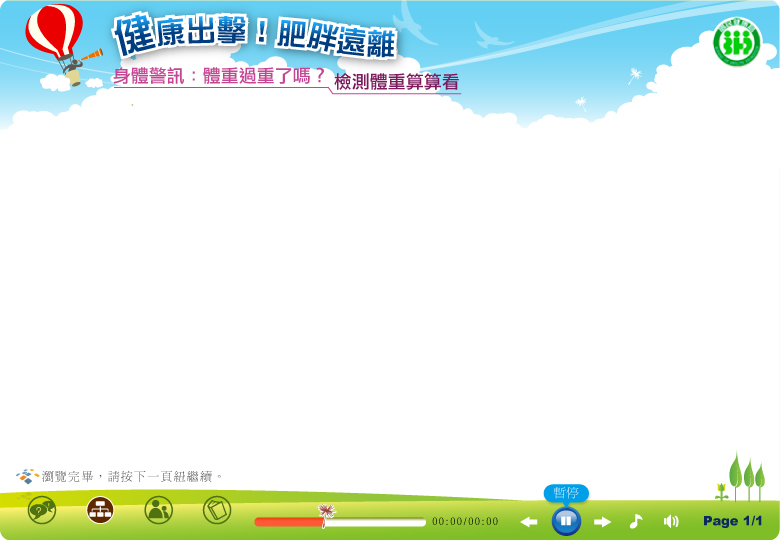 健康出擊！肥胖遠離
身體警訊：體重過重了嗎？ 檢測體重算算看
瀏覽完畢，請按下一頁紐繼續。
暫停
00:00/00:00
Page 1/1